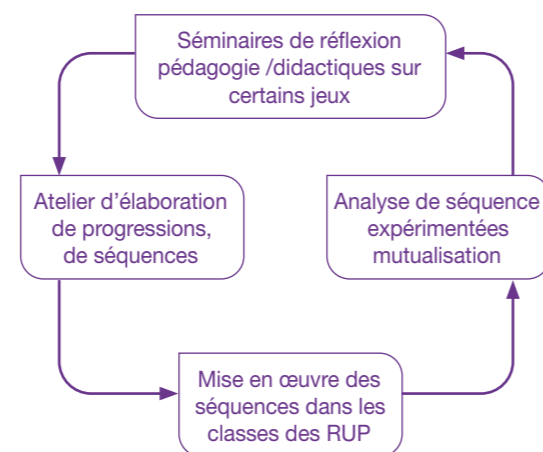 Séminaires de réflexion
pédagogie /didactiques sur
certains jeux
Atelier d'élaboration
de progressions,
de séquences
Analyse de séquence
expérimentées
mutualisation
Mise en œuvre des
séquences dans les
classes des RUP